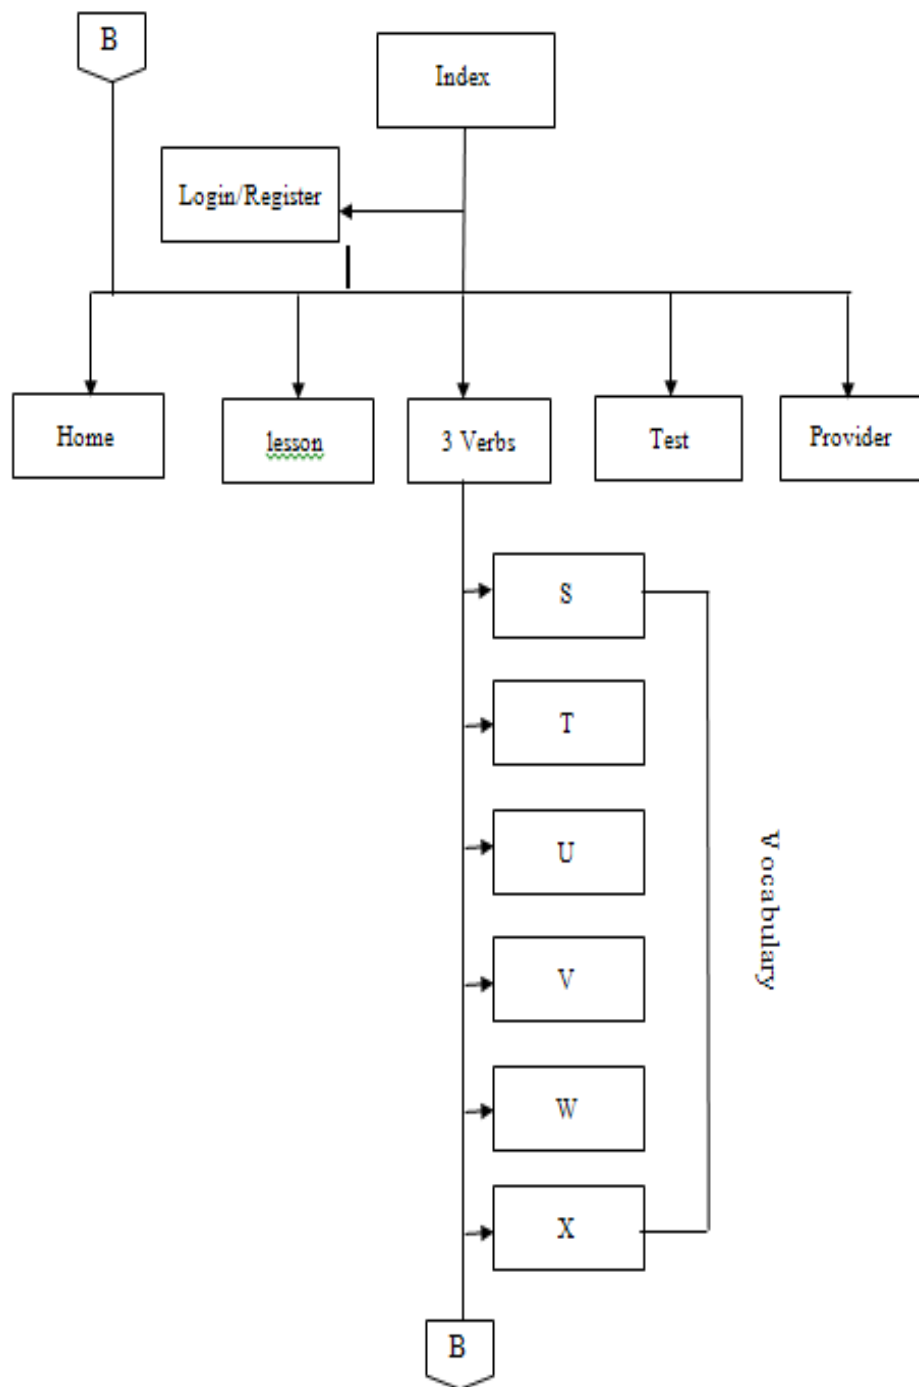 B
Index
Login/Register
Home
lesson
3 Verbs
Test
Provider
S
T
U
V
W
X
Vocabulary
B